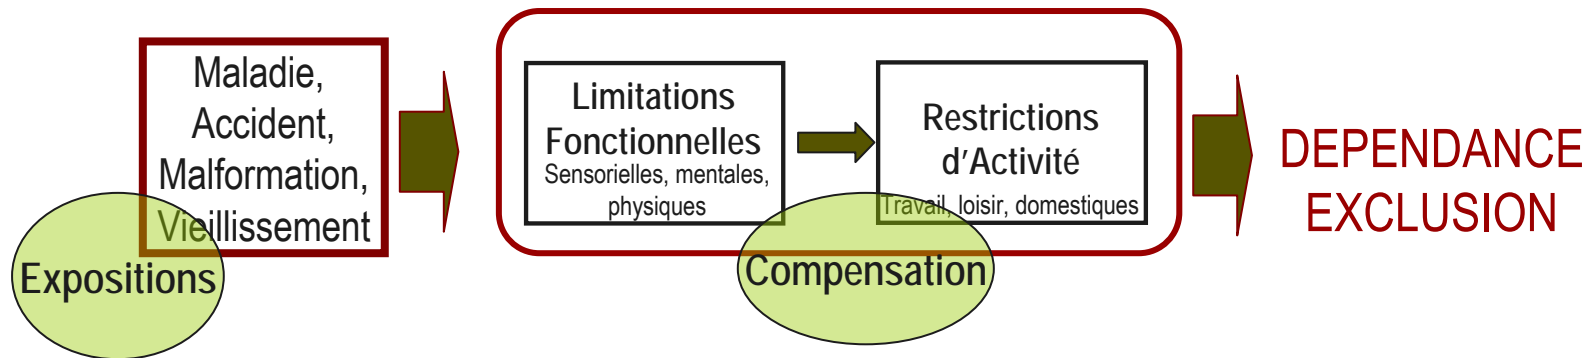 Maladie,
Accident,
Malformation,
Vieillissement
Expositions
Limitations
Fonctionnelles
Sensorielles, mentales,
physiques
Restrictions
d'Activité
Travail, loisir, domestiques
Compensation
DEPENDANCE
EXCLUSION